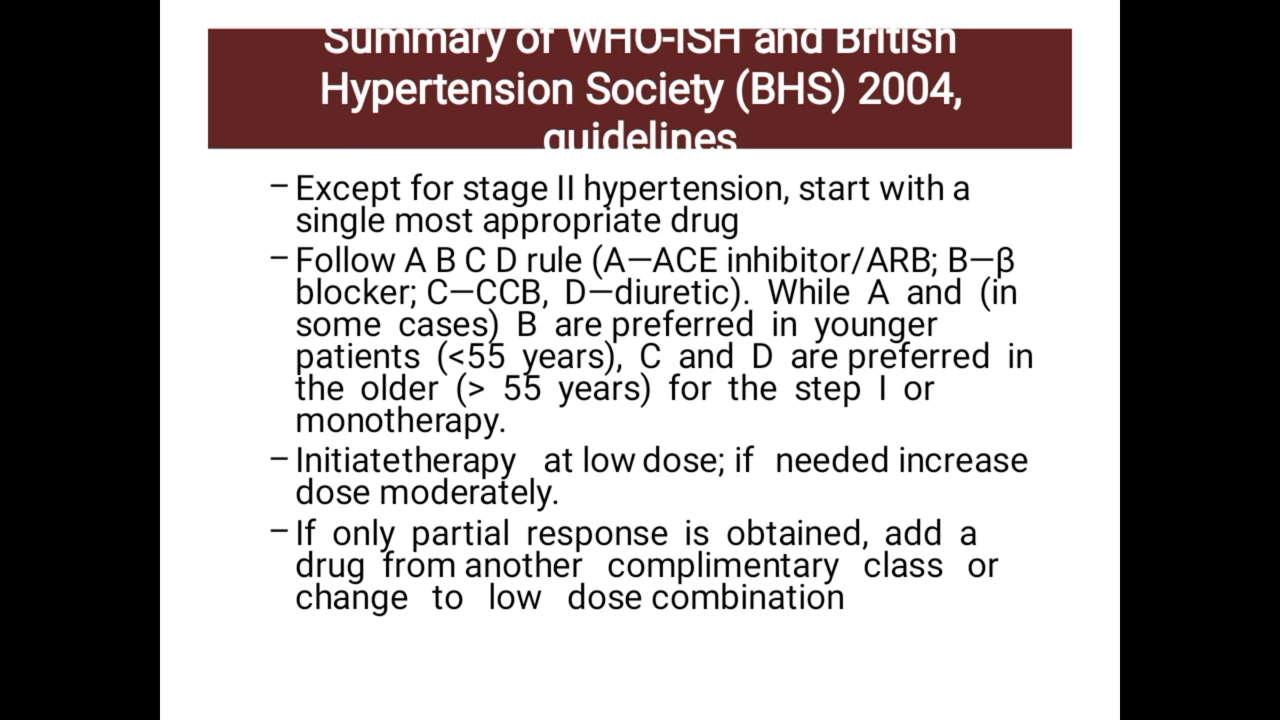 Summary of WHO-ISH and British
Hypertension Society (BHS) 2004,
guidelines
– Except for stage II hypertension, start with a
single most appropriate drug
– Follow A B C D rule (A—ACE inhibitor/ARB; B—β
blocker; C—CCB, D—diuretic). While A and (in
some cases) B are preferred in younger
patients (<55 years), C and D are preferred in
the older (> 55 years) for the step I or
monotherapy.
– Initiatetherapy at low dose; if needed increase
dose moderately.
– If only partial response is obtained, add a
drug from another complimentary class or
change to low dose combination